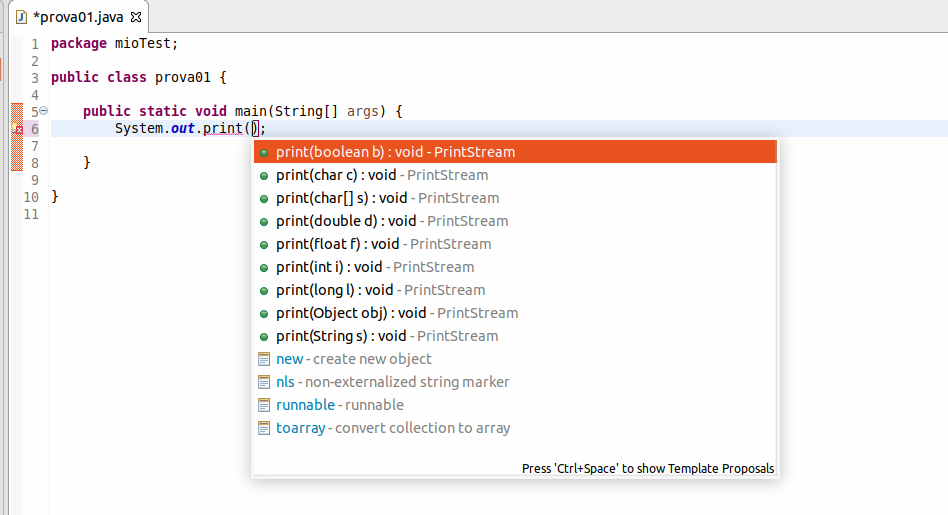 *prova01.java
1 package mioTest;
2
3 public class prova01 {
4
5 public static void main(String[] args) {
6 System.out.print();
7
8 }
9
10 }
11
print(boolean b) : void - PrintStream
print(char c) : void - PrintStream
print(char[] s) : void - PrintStream
print(double d) : void - PrintStream
print(float f) : void - PrintStream
print(int i) : void - PrintStream
print(long l) : void - PrintStream
print(Object obj) : void - PrintStream
print(String s) : void - PrintStream
new - create new object
nls - non-externalized string marker
runnable - runnable
toarray - convert collection to array
Press 'Ctrl+Space' to show Template Proposals